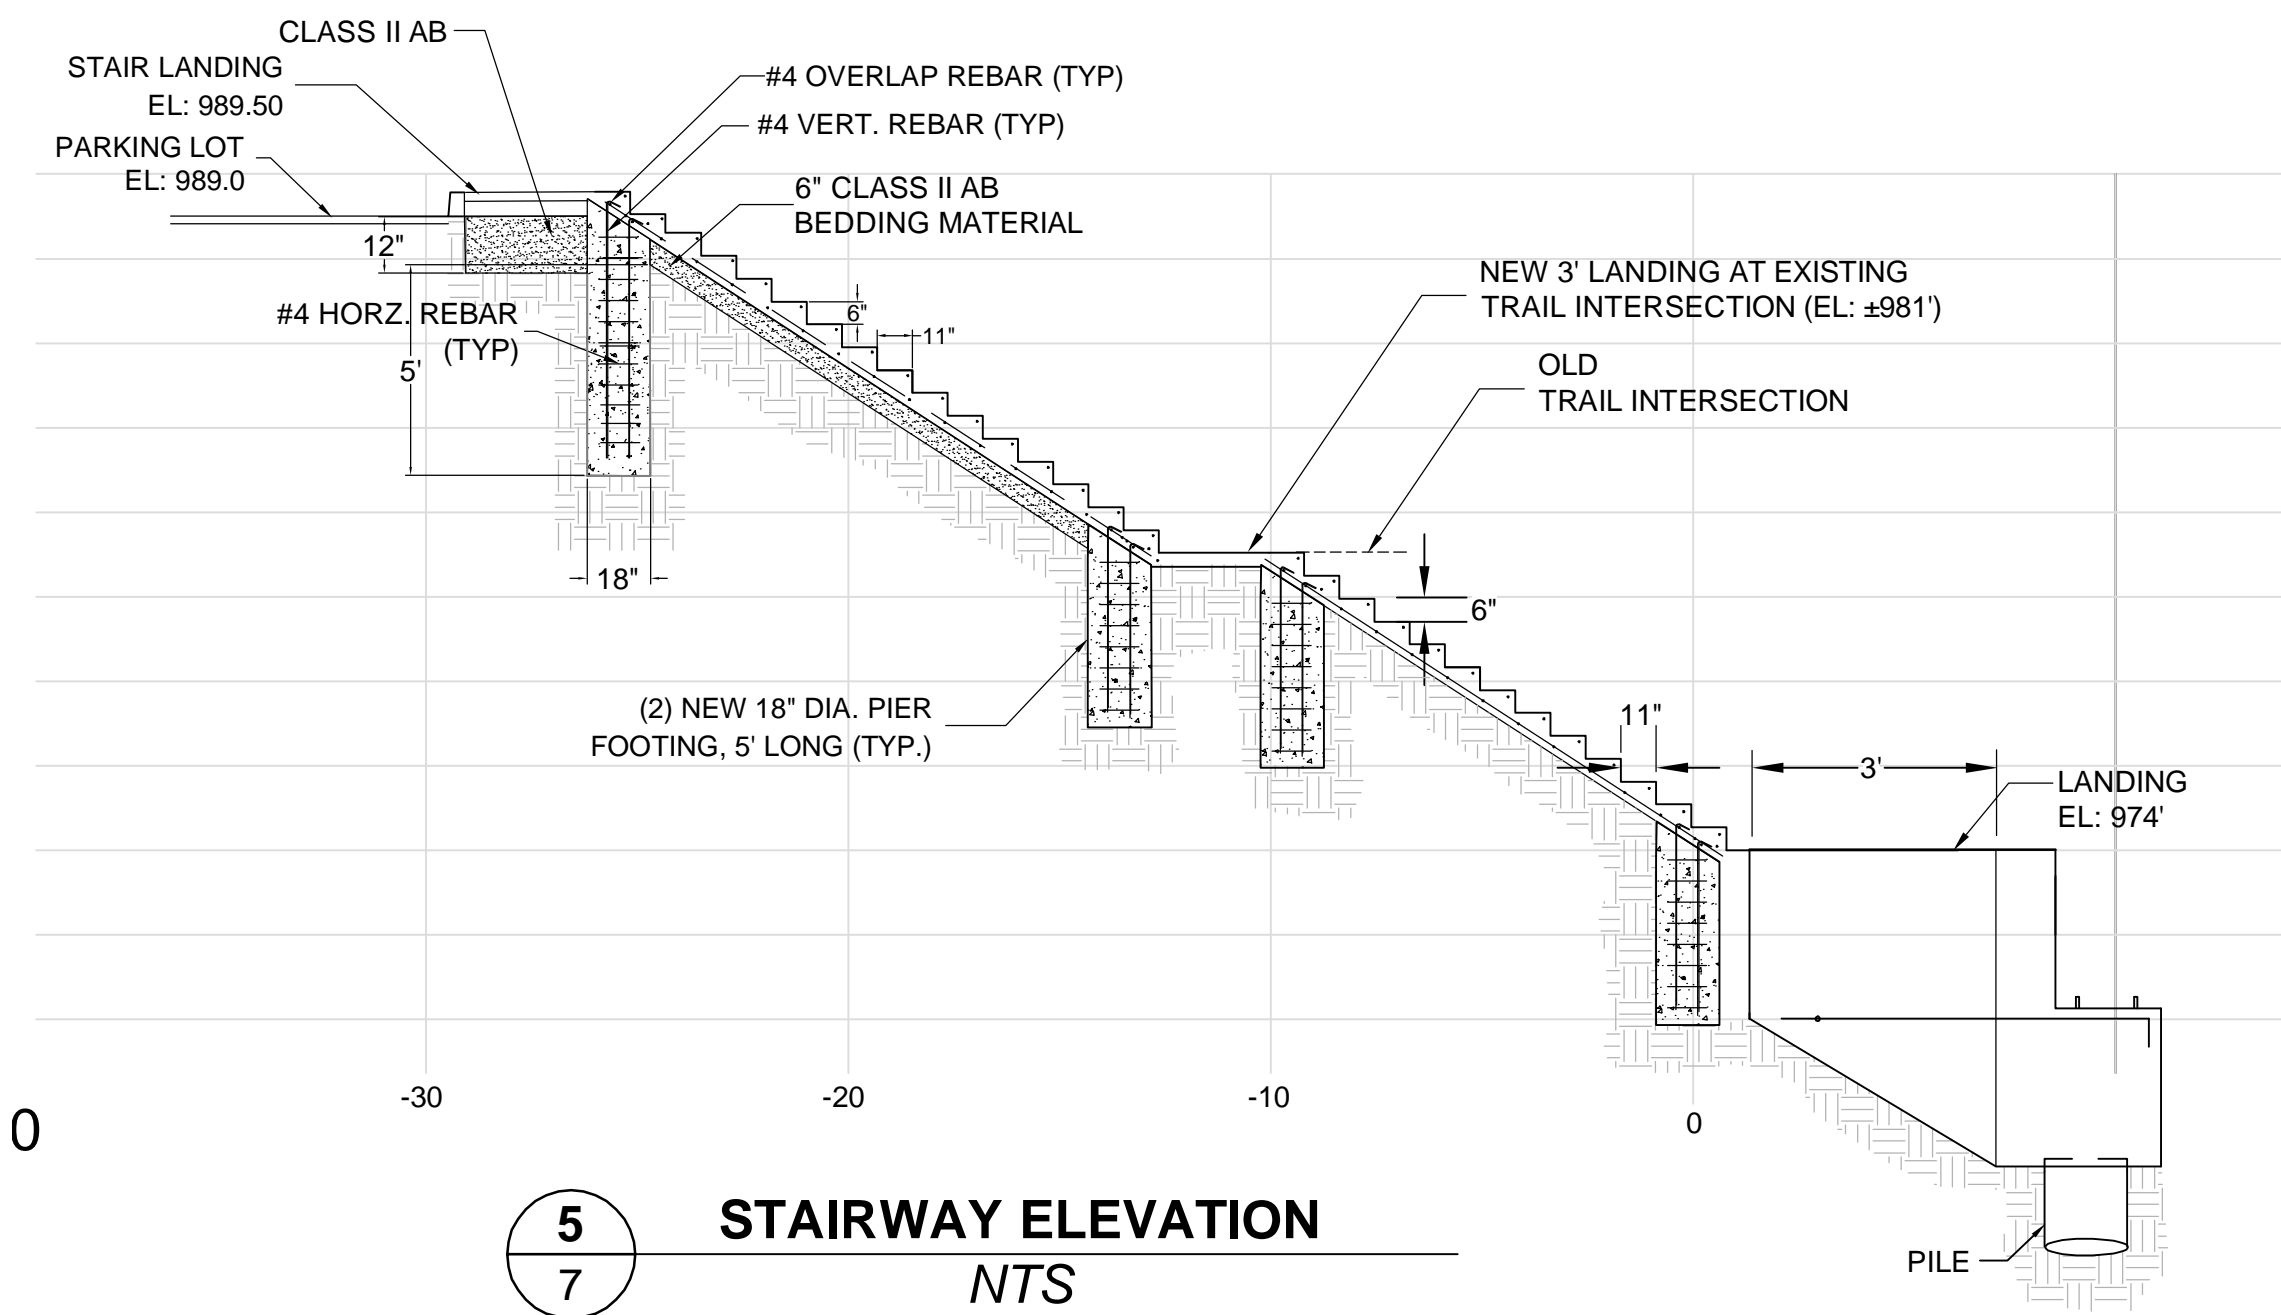 CLASS II AB
STAIR LANDING
EL: 989.50
PARKING LOT
EL: 989.0
#4 OVERLAP REBAR (TYP)
#4 VERT. REBAR (TYP)
6" CLASS II AB
BEDDING MATERIAL
12"
#4 HORZ. REBAR
(TYP)
5'
6"
11"
18"
NEW 3' LANDING AT EXISTING
TRAIL INTERSECTION (EL: ±981')
OLD
TRAIL INTERSECTION
6"
(2) NEW 18" DIA. PIER
FOOTING, 5' LONG (TYP.)
11"
3'
LANDING
EL: 974'
-30
-20
-10
0
0
PILE
5
7
STAIRWAY ELEVATION
NTS